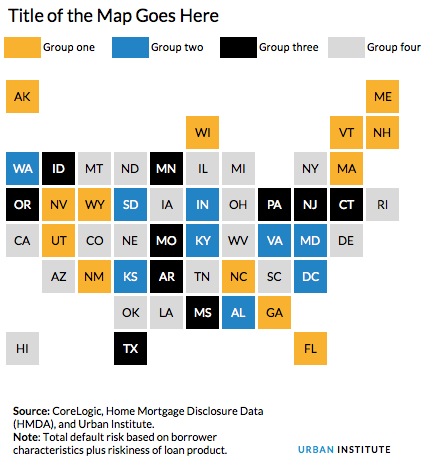 Title of the Map Goes Here
Group one Group two Group three Group four
AK ME
WI VT NH
WA ID MT ND MN IL MI NY MA
OR NV WY SD IA IN OH PA NJ CT RI
CA UT CO NE MO KY WV VA MD DE
AZ NM KS AR TN NC SC DC
OK LA MS AL GA
HI TX FL
Source: CoreLogic, Home Mortgage Disclosure Data
(HMDA), and Urban Institute.
Note: Total default risk based on borrower
characteristics plus riskiness of loan product.
URBAN INSTITUTE